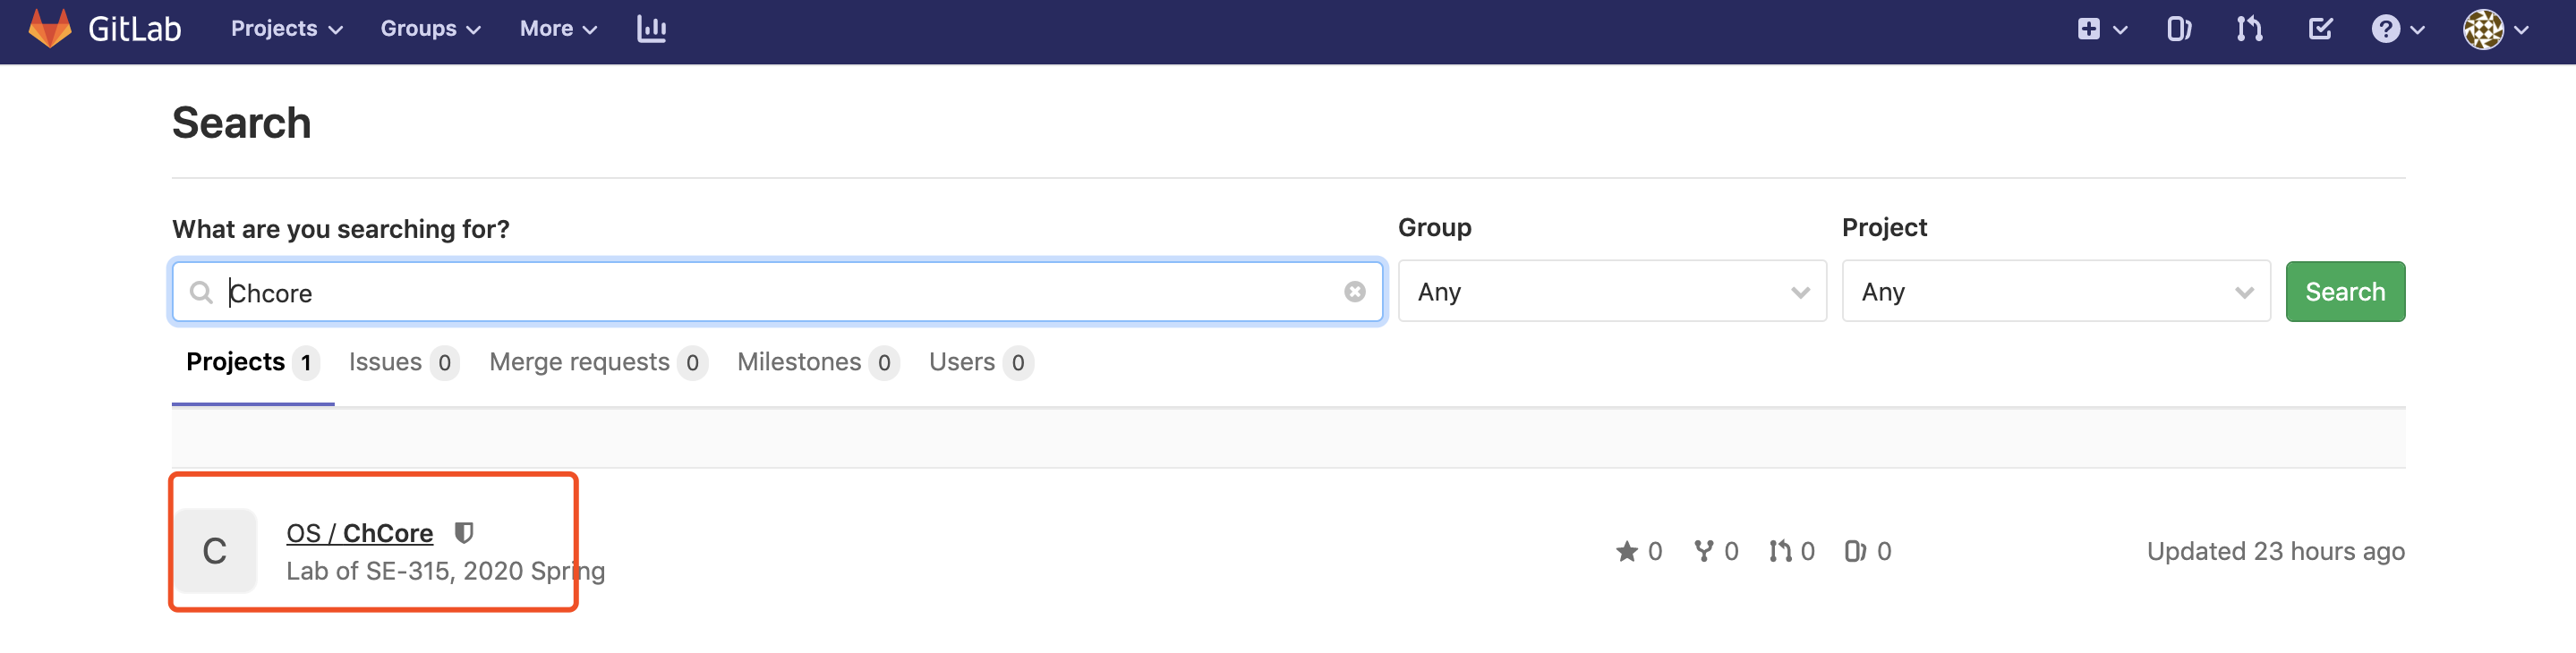 GitLab Projects Groups More
Search
What are you searching for? Group Project
Chcore Any Any Search
Projects 1 Issues 0 Merge requests 0 Milestones 0 Users 0
C OS / ChCore 0 0 0 0 Updated 23 hours ago
Lab of SE-315, 2020 Spring